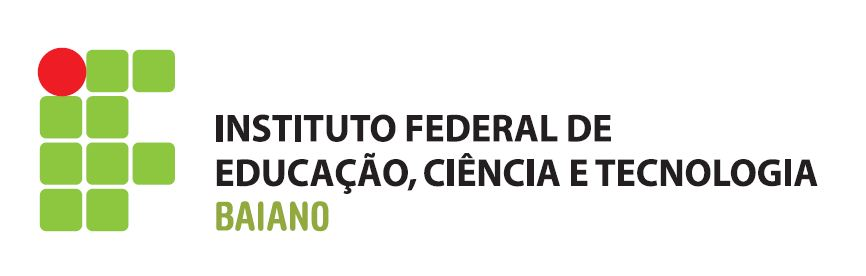 INSTITUTO FEDERAL DE
EDUCAÇÃO, CIÊNCIA E TECNOLOGIA
BAIANO